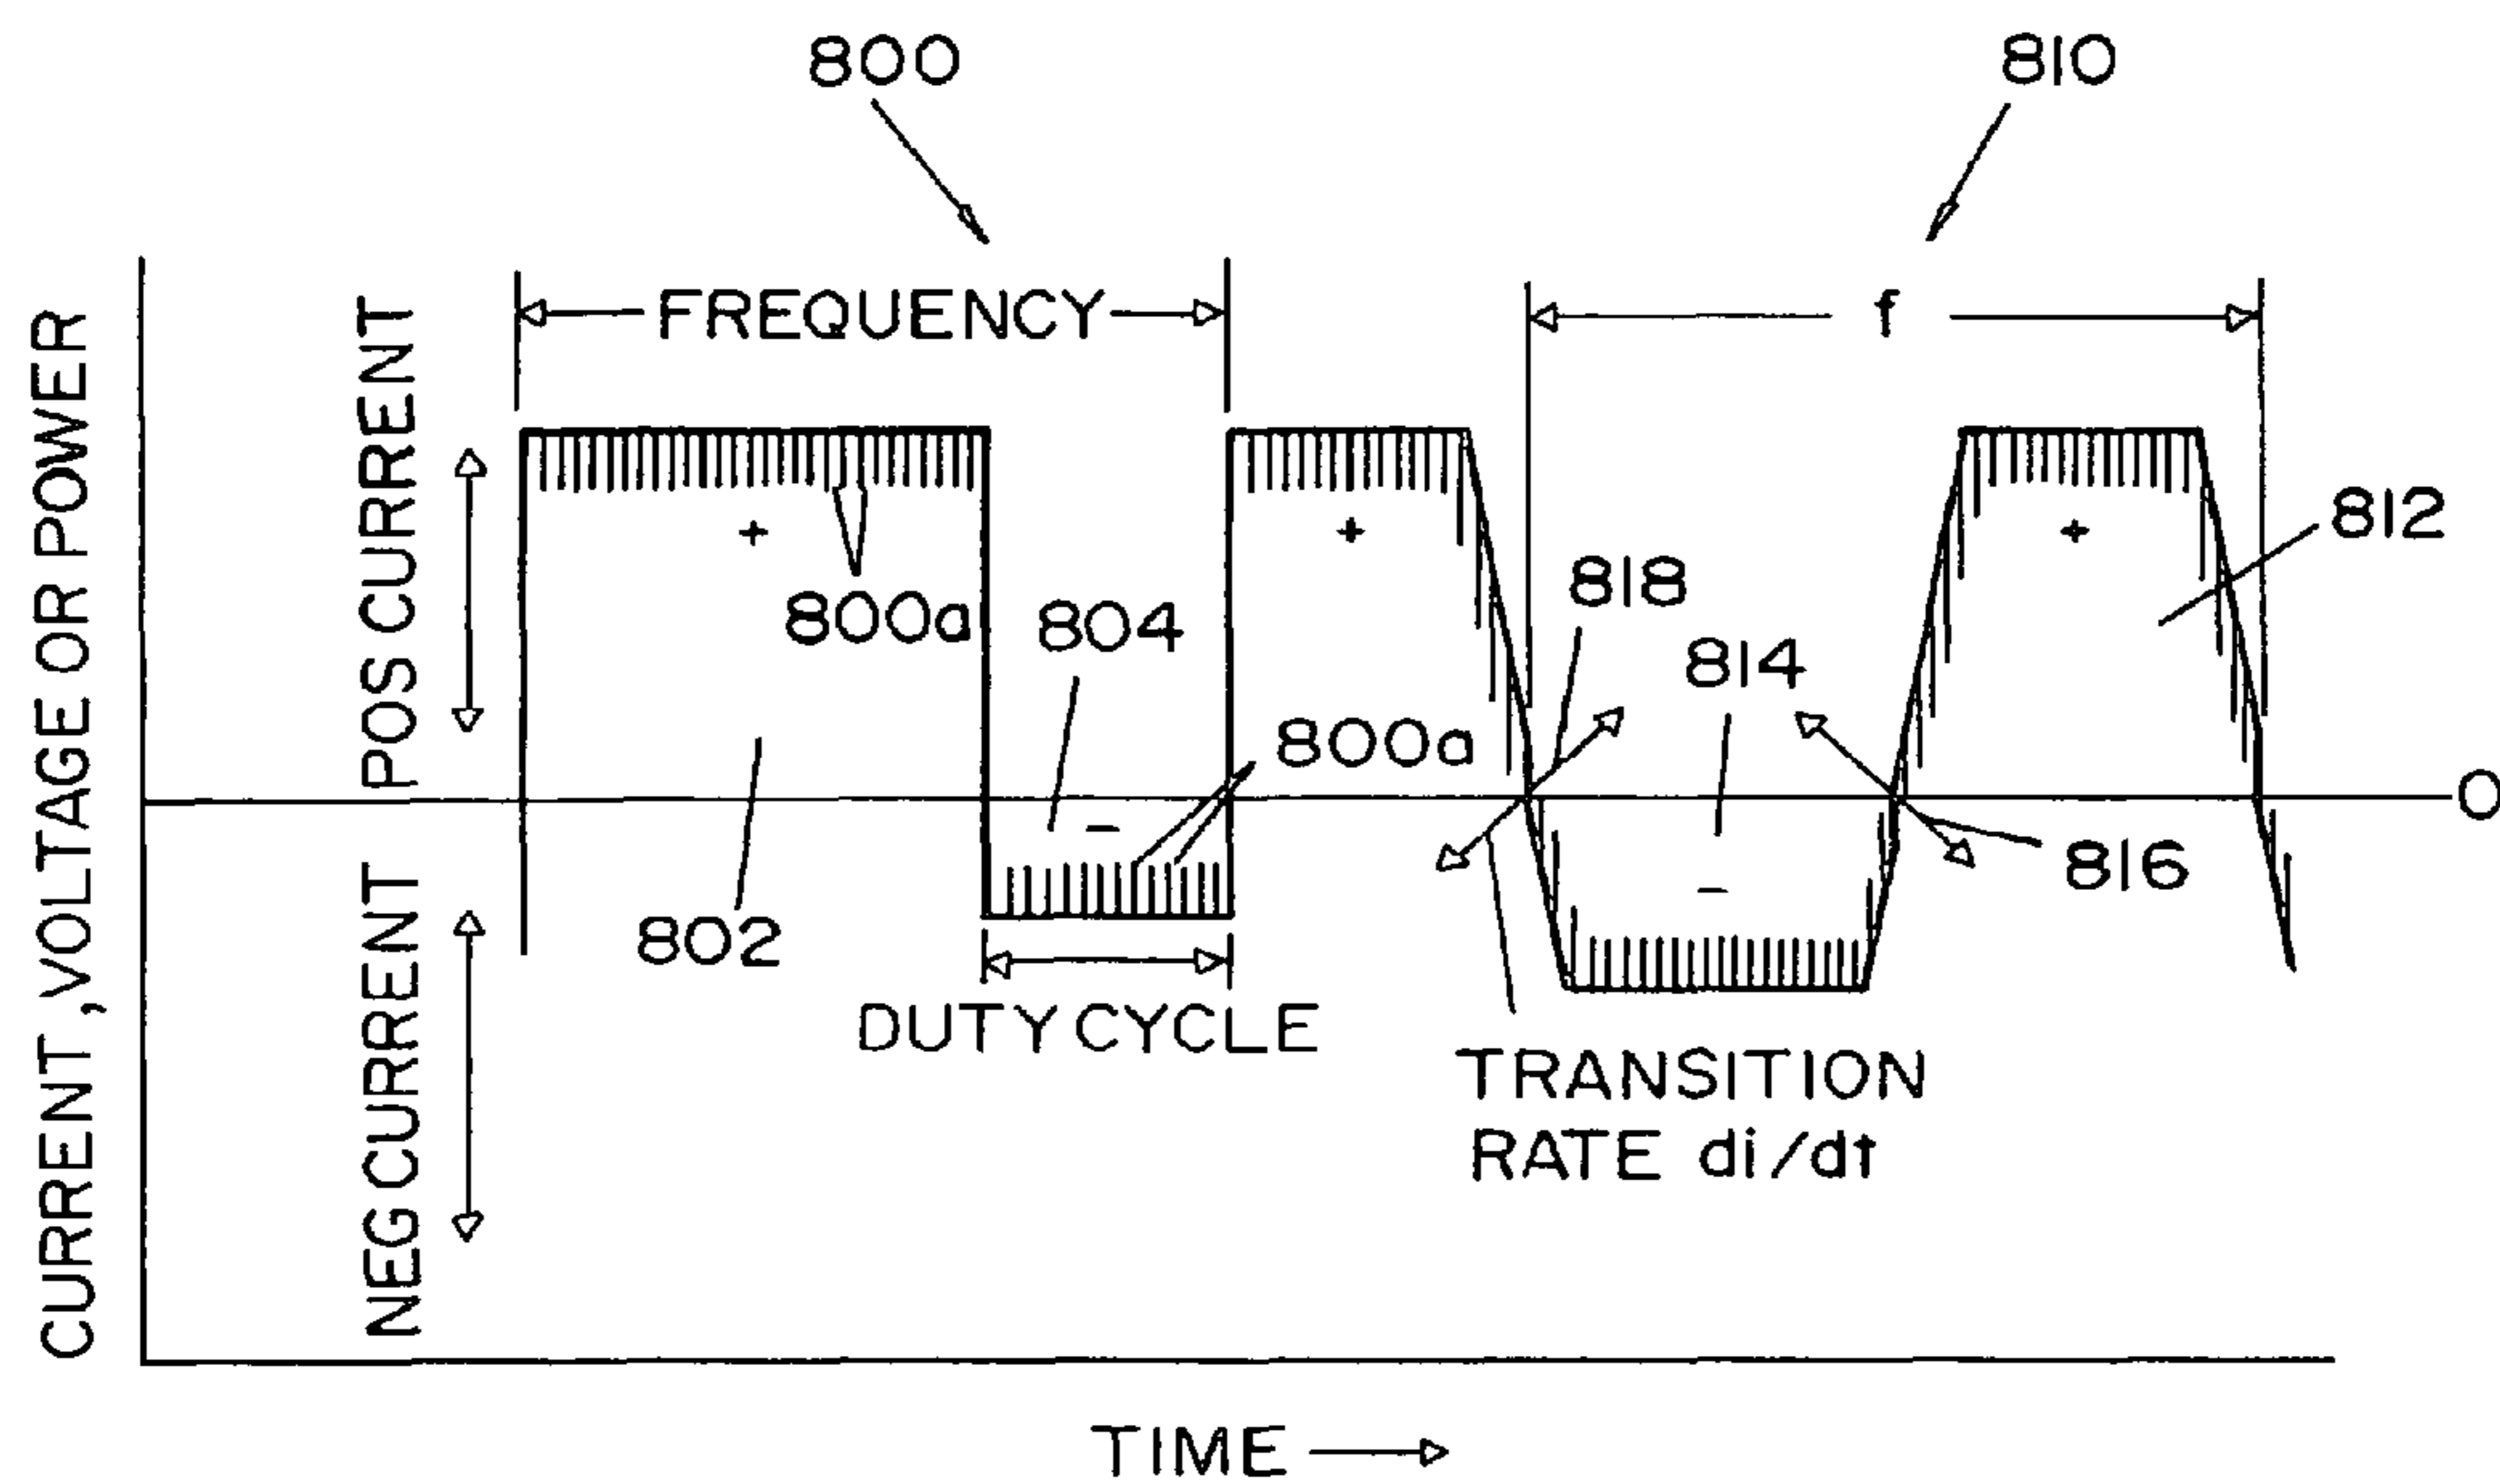 800
810
FREQUENCY
f
CURRENT, VOLTAGE OR POWER
POS CURRENT
NEG CURRENT
+
+
+
812
800a
804
818
814
800a
O
−
816
−
802
DUTY CYCLE
TRANSITION
RATE di/dt
TIME